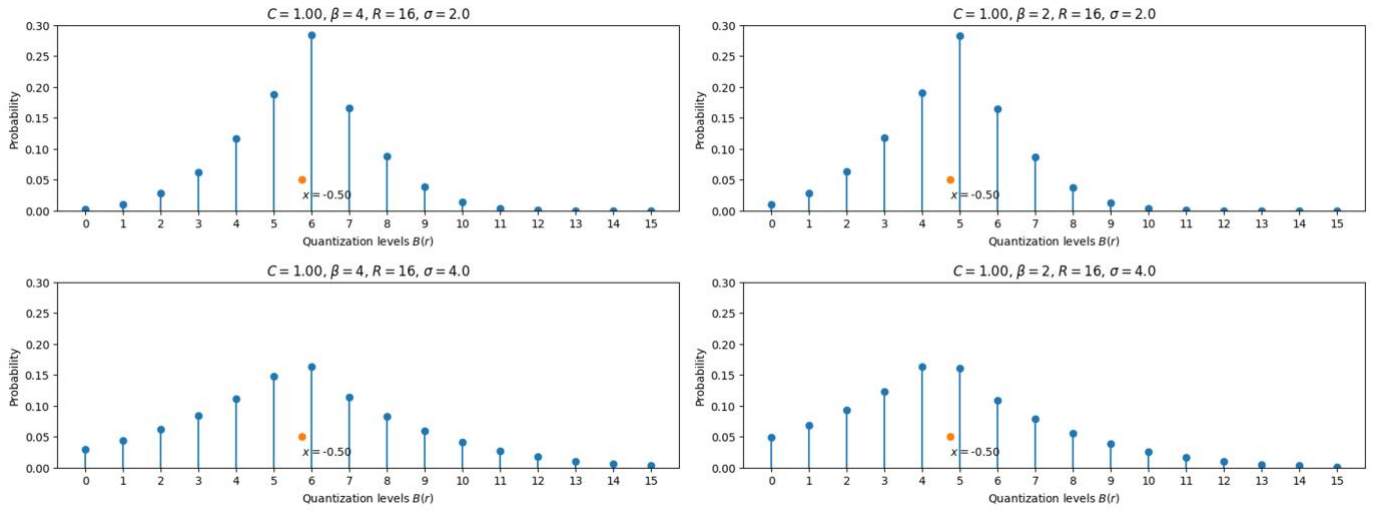 C = 1.00, β = 4, R = 16, σ = 2.0
0.30
0.25
0.20
0.15
0.10
0.05
0.00
Probability
x = -0.50
0 1 2 3 4 5 6 7 8 9 10 11 12 13 14 15
Quantization levels B(r)
C = 1.00, β = 2, R = 16, σ = 2.0
0.30
0.25
0.20
0.15
0.10
0.05
0.00
Probability
x = -0.50
0 1 2 3 4 5 6 7 8 9 10 11 12 13 14 15
Quantization levels B(r)
C = 1.00, β = 4, R = 16, σ = 4.0
0.30
0.25
0.20
0.15
0.10
0.05
0.00
Probability
x = -0.50
0 1 2 3 4 5 6 7 8 9 10 11 12 13 14 15
Quantization levels B(r)
C = 1.00, β = 2, R = 16, σ = 4.0
0.30
0.25
0.20
0.15
0.10
0.05
0.00
Probability
x = -0.50
0 1 2 3 4 5 6 7 8 9 10 11 12 13 14 15
Quantization levels B(r)